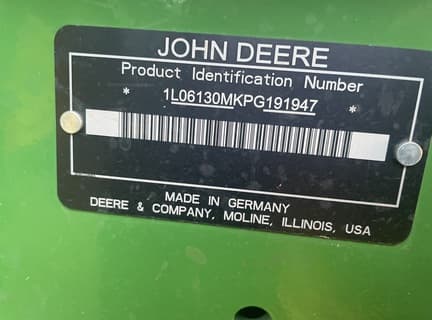 JOHN DEERE
Product Identification Number
* 1L06130MKPG191947 *
MADE IN GERMANY
DEERE & COMPANY, MOLINE, ILLINOIS, USA